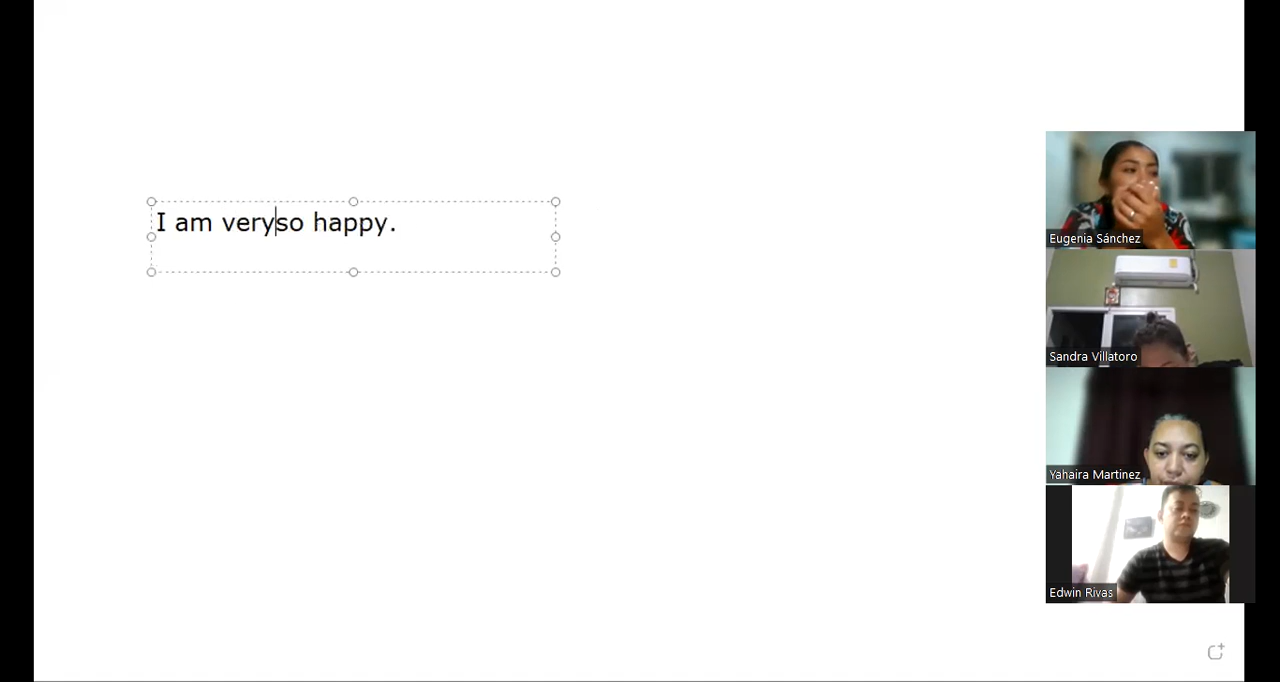 I am veryso happy.
Eugenia Sánchez
Sandra Villatoro
Yahaira Martinez
Edwin Rivas